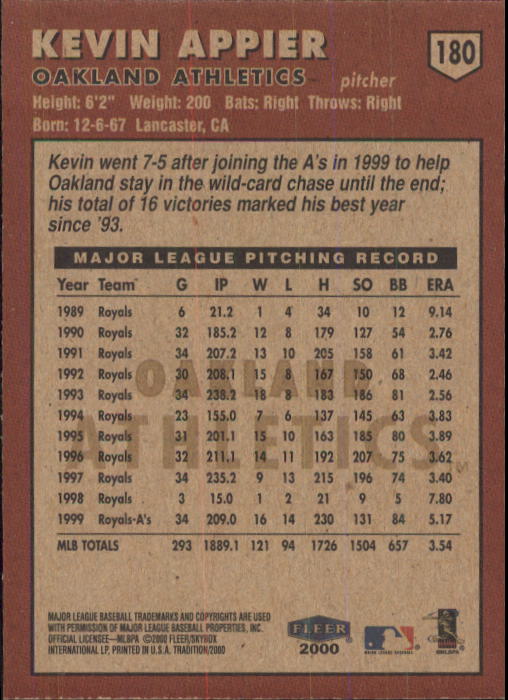 KEVIN APPIER
180
OAKLAND ATHLETICS pitcher
Height: 6'2" Weight: 200 Bats: Right Throws: Right
Born: 12-6-67 Lancaster, CA
Kevin went 7-5 after joining the A's in 1999 to help
Oakland stay in the wild-card chase until the end;
his total of 16 victories marked his best year
since '93.
MAJOR LEAGUE PITCHING RECORD
Year Team G IP W L H SO BB ERA
1989 Royals 6 21.2 1 4 34 10 12 9.14
1990 Royals 32 185.2 12 8 179 127 54 2.76
1991 Royals 34 207.2 13 10 205 158 61 3.42
1992 Royals 30 208.1 15 8 167 150 68 2.46
1993 Royals 34 238.2 18 8 183 186 81 2.56
1994 Royals 23 155.0 7 6 137 145 63 3.83
1995 Royals 31 201.1 15 10 163 185 80 3.89
1996 Royals 32 211.1 14 11 192 207 75 3.62
1997 Royals 34 235.2 9 13 215 196 74 3.40
1998 Royals 3 15.0 1 2 21 9 5 7.80
1999 Royals-A's 34 209.0 16 14 230 131 84 5.17
MLB TOTALS 293 1889.1 121 94 1726 1504 657 3.54
OAKLAND
ATHLETICS
MAJOR LEAGUE BASEBALL TRADEMARKS AND COPYRIGHTS ARE USED
WITH PERMISSION OF MAJOR LEAGUE BASEBALL PROPERTIES, INC.
OFFICIAL LICENSEE—MLBPA ©2000 FLEER/SKYBOX
INTERNATIONAL LP, PRINTED IN U.S.A. TRADITION/2000
FLEER
2000
MAJOR LEAGUE BASEBALL
MLBPA